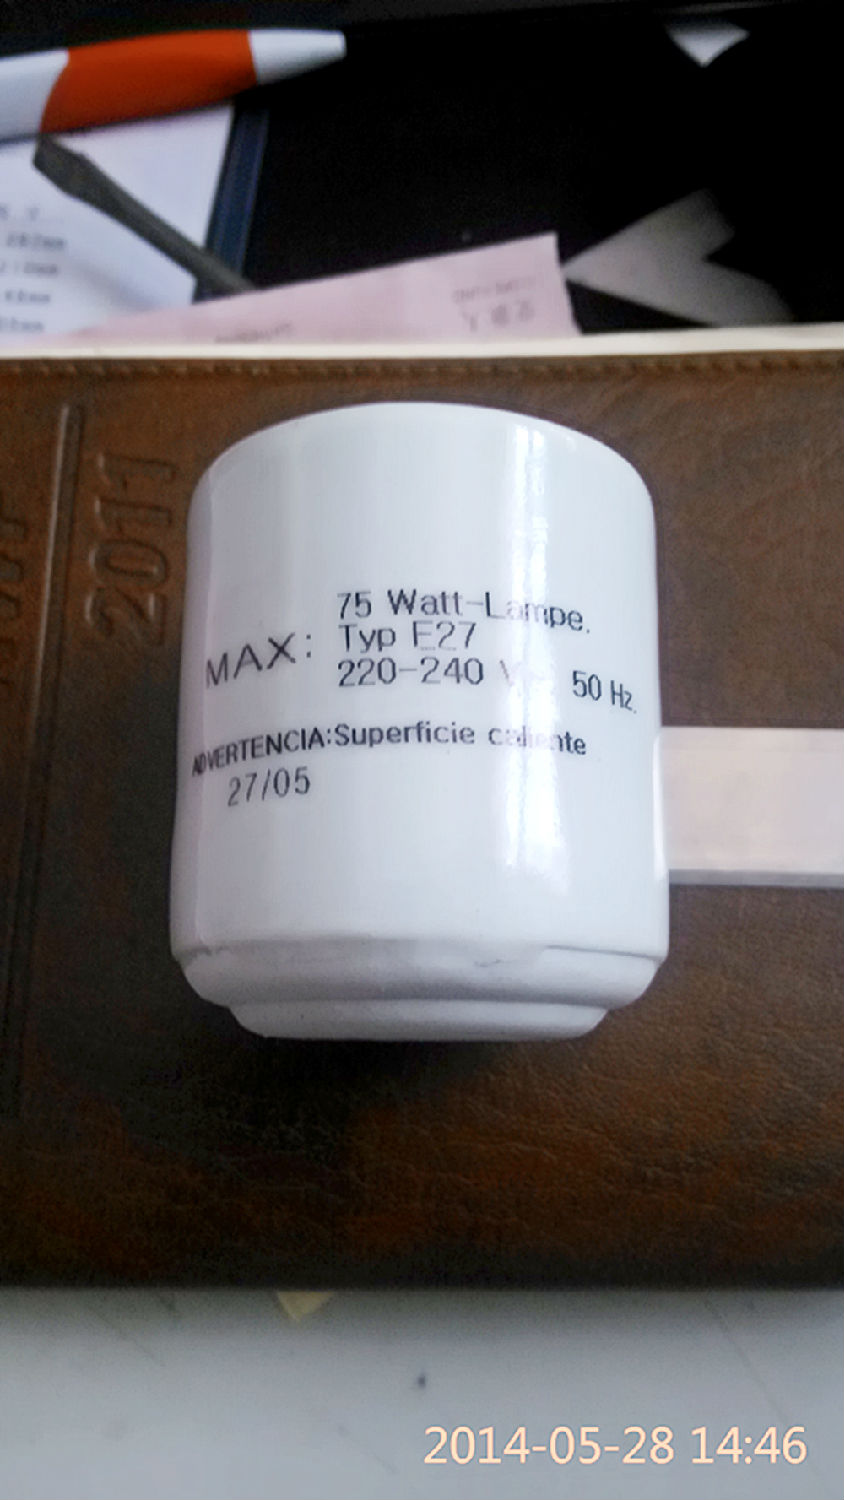 2011
75 Watt-Lampe.
MAX: Typ E27
220-240 V~ 50 Hz.
ADVERTENCIA:Superficie caliente
27/05
2014-05-28 14:46